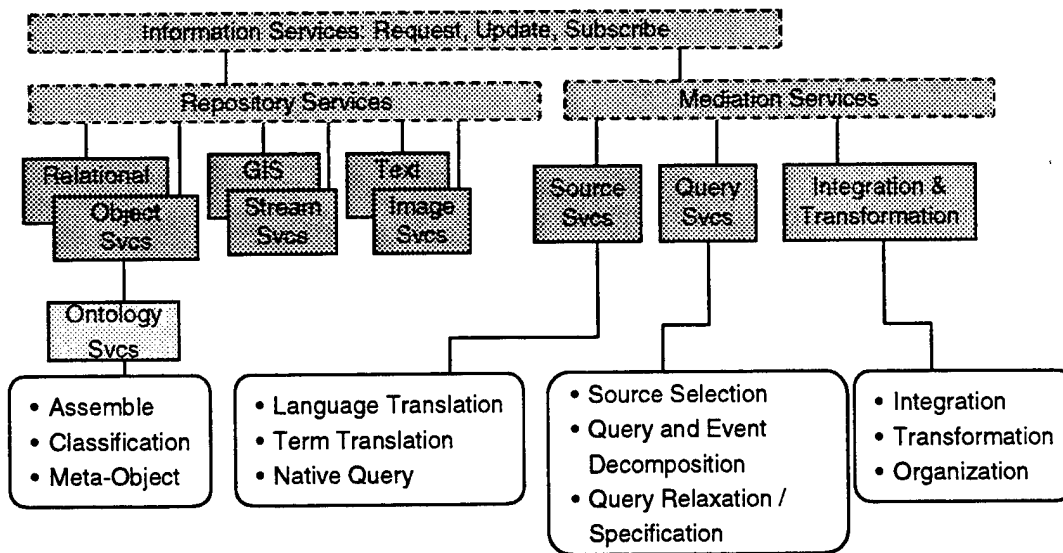 Information Services: Request, Update, Subscribe
Repository Services
Mediation Services
Relational
Object
Svcs
GIS
Stream
Svcs
Text
Image
Svcs
Source
Svcs
Query
Svcs
Integration &
Transformation
Ontology
Svcs
• Assemble
• Classification
• Meta-Object
• Language Translation
• Term Translation
• Native Query
• Source Selection
• Query and Event
Decomposition
• Query Relaxation /
Specification
• Integration
• Transformation
• Organization